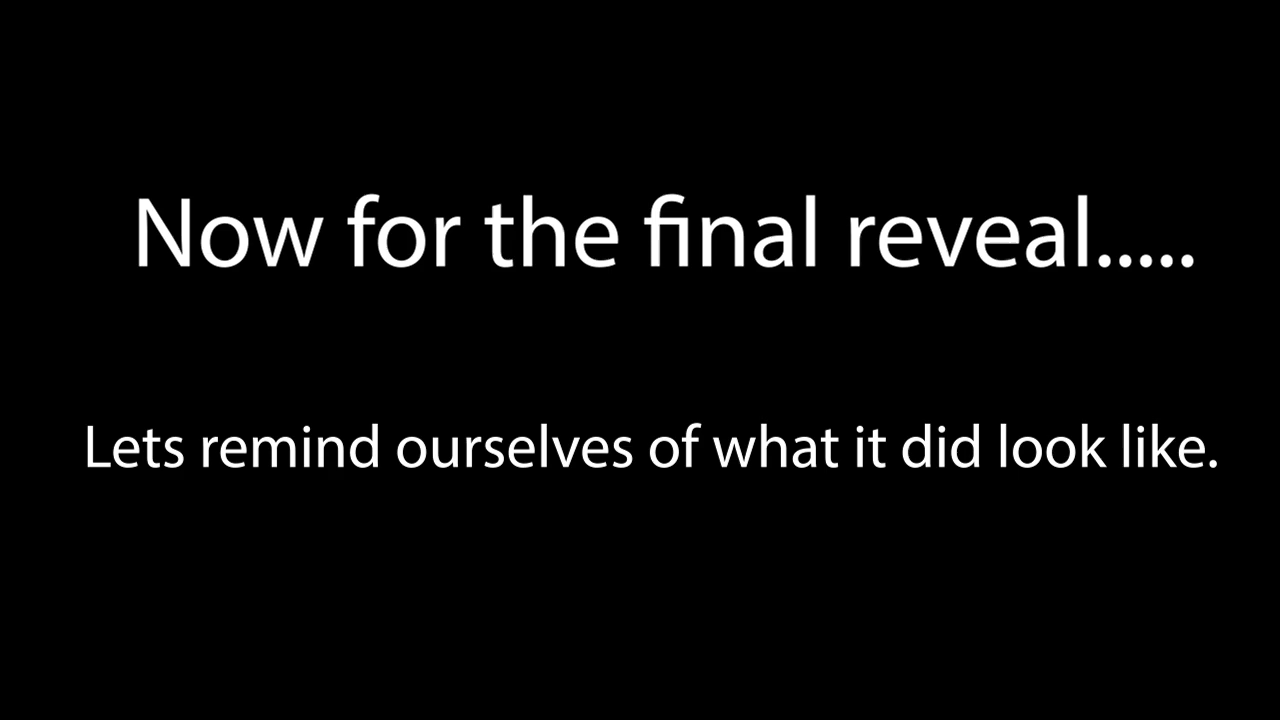 Now for the final reveal.....
Lets remind ourselves of what it did look like.